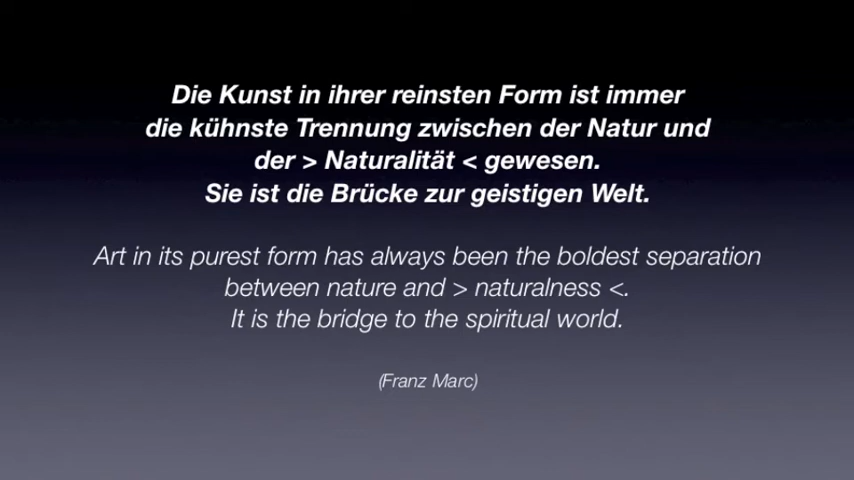 Die Kunst in ihrer reinsten Form ist immer
die kühnste Trennung zwischen der Natur und
der > Naturalität < gewesen.
Sie ist die Brücke zur geistigen Welt.
Art in its purest form has always been the boldest separation
between nature and > naturalness <.
It is the bridge to the spiritual world.
(Franz Marc)